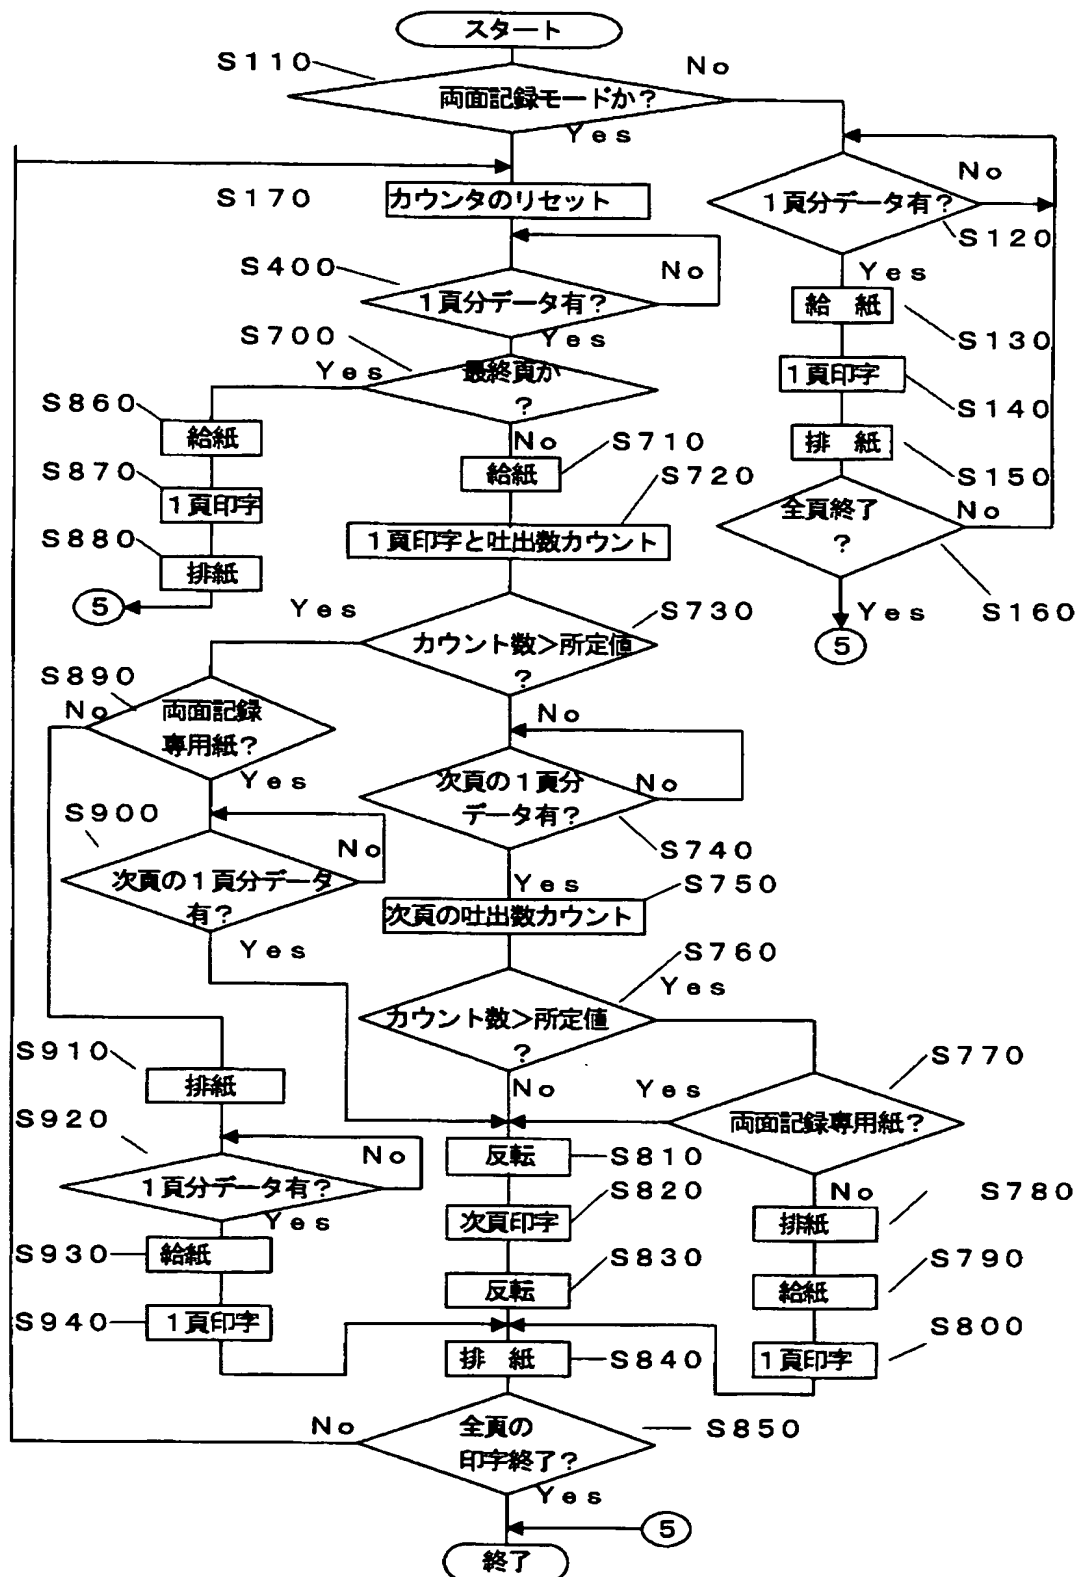 スタート
S110
No
両面記録モードか？
Yes
S170
カウンタのリセット
No
1頁分データ有？
S120
S400
No
1頁分データ有？
Yes
給　紙
S130
S700
Yes
Yes
最終頁か
？
1頁印字
S140
S860
給紙
No
S710
給紙
排　紙
S150
S870
1頁印字
S720
1頁印字と吐出数カウント
全頁終了
？
No
S880
排紙
5
Yes
S730
Yes
S160
カウント数＞所定値
？
5
S890
No
両面記録
専用紙？
No
Yes
次頁の1頁分
データ有？
No
S900
No
S740
次頁の1頁分データ
有？
Yes
S750
次頁の吐出数カウント
Yes
S760
Yes
カウント数＞所定値
？
S910
排紙
S770
No
Yes
両面記録専用紙？
S920
No
反転
S810
1頁分データ有？
No
S780
Yes
次頁印字
S820
排紙
S930
給紙
S830
反転
S790
給紙
S940
1頁印字
S800
排　紙
S840
1頁印字
No
全頁の
印字終了？
S850
Yes
5
終了